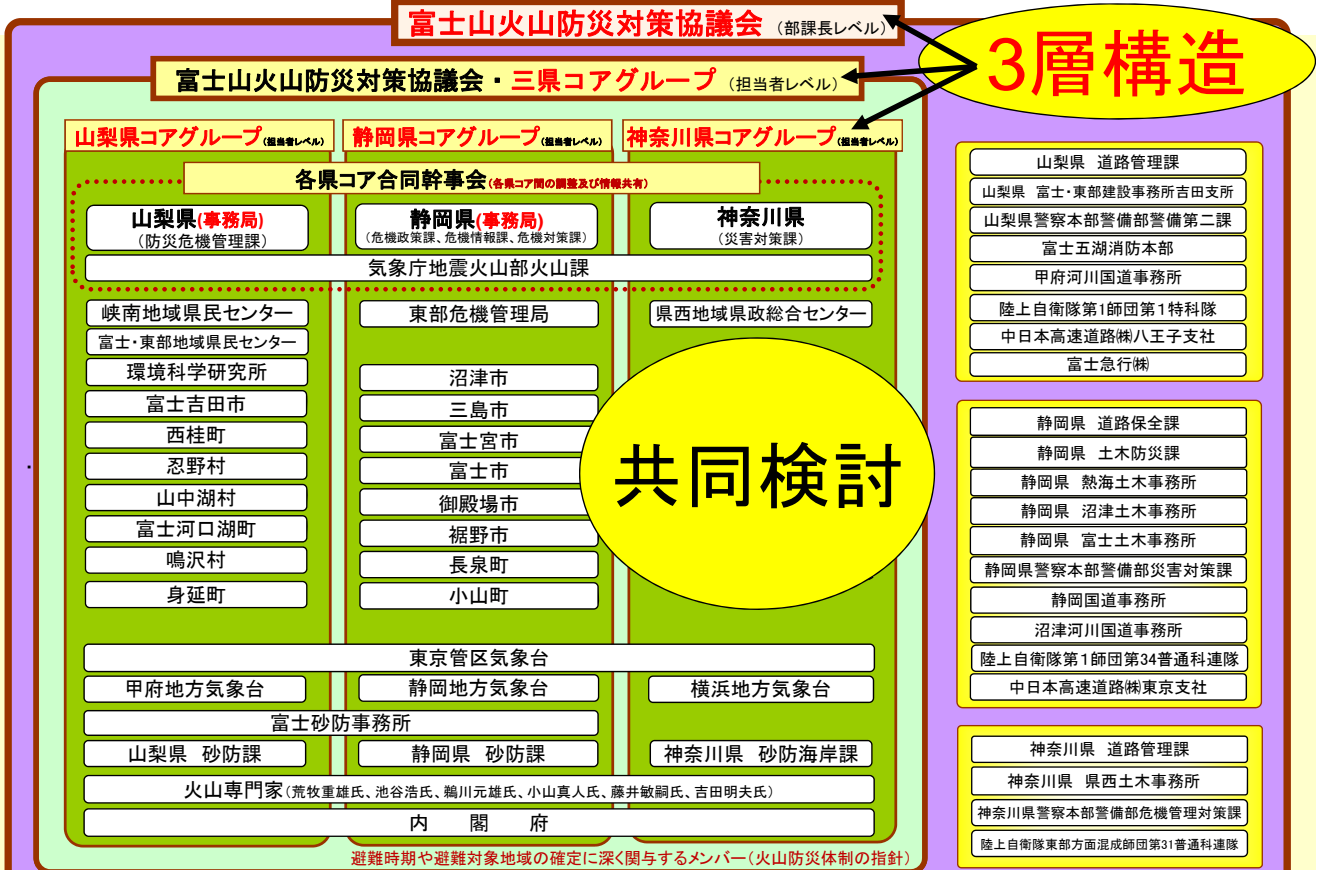 富士山火山防災対策協議会 (部課長レベル)
3層構造
富士山火山防災対策協議会・三県コアグループ (担当者レベル)
山梨県コアグループ(担当者レベル)
静岡県コアグループ(担当者レベル)
神奈川県コアグループ(担当者レベル)
各県コア合同幹事会(各県コア間の調整及び情報共有)
山梨県(事務局)
(防災危機管理課)
静岡県(事務局)
(危機政策課、危機情報課、危機対策課)
神奈川県
(災害対策課)
気象庁地震火山部火山課
峡南地域県民センター
富士・東部地域県民センター
環境科学研究所
富士吉田市
西桂町
忍野村
山中湖村
富士河口湖町
鳴沢村
身延町
東部危機管理局
沼津市
三島市
富士宮市
富士市
御殿場市
裾野市
長泉町
小山町
県西地域県政総合センター
共同検討
東京管区気象台
甲府地方気象台
静岡地方気象台
横浜地方気象台
富士砂防事務所
山梨県 砂防課
静岡県 砂防課
神奈川県 砂防海岸課
火山専門家(荒牧重雄氏、池谷浩氏、鵜川元雄氏、小山真人氏、藤井敏嗣氏、吉田明夫氏)
内 閣 府
避難時期や避難対象地域の確定に深く関与するメンバー(火山防災体制の指針)
山梨県 道路管理課
山梨県 富士・東部建設事務所吉田支所
山梨県警察本部警備部警備第二課
富士五湖消防本部
甲府河川国道事務所
陸上自衛隊第1師団第1特科隊
中日本高速道路㈱八王子支社
富士急行㈱
静岡県 道路保全課
静岡県 土木防災課
静岡県 熱海土木事務所
静岡県 沼津土木事務所
静岡県 富士土木事務所
静岡県警察本部警備部災害対策課
静岡国道事務所
沼津河川国道事務所
陸上自衛隊第1師団第34普通科連隊
中日本高速道路㈱東京支社
神奈川県 道路管理課
神奈川県 県西土木事務所
神奈川県警察本部警備部危機管理対策課
陸上自衛隊東部方面混成師団第31普通科連隊